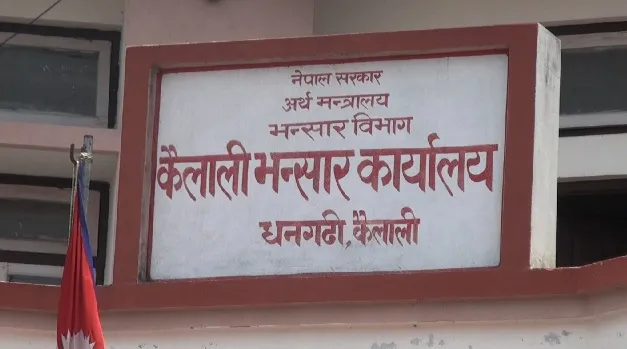 नेपाल सरकार
अर्थ मन्त्रालय
भन्सार विभाग
कैलाली भन्सार कार्यालय
धनगढी, कैलाली